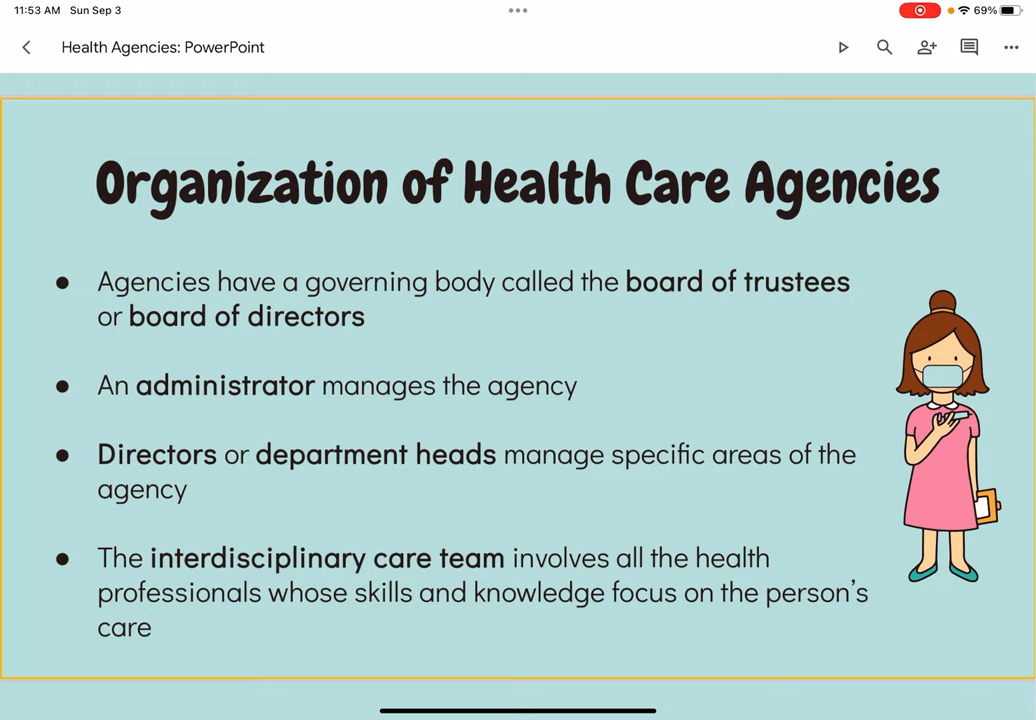 11:53 AM Sun Sep 3
69%
Health Agencies: PowerPoint
Organization of Health Care Agencies
● Agencies have a governing body called the board of trustees
or board of directors
● An administrator manages the agency
● Directors or department heads manage specific areas of the
agency
● The interdisciplinary care team involves all the health
professionals whose skills and knowledge focus on the person's
care